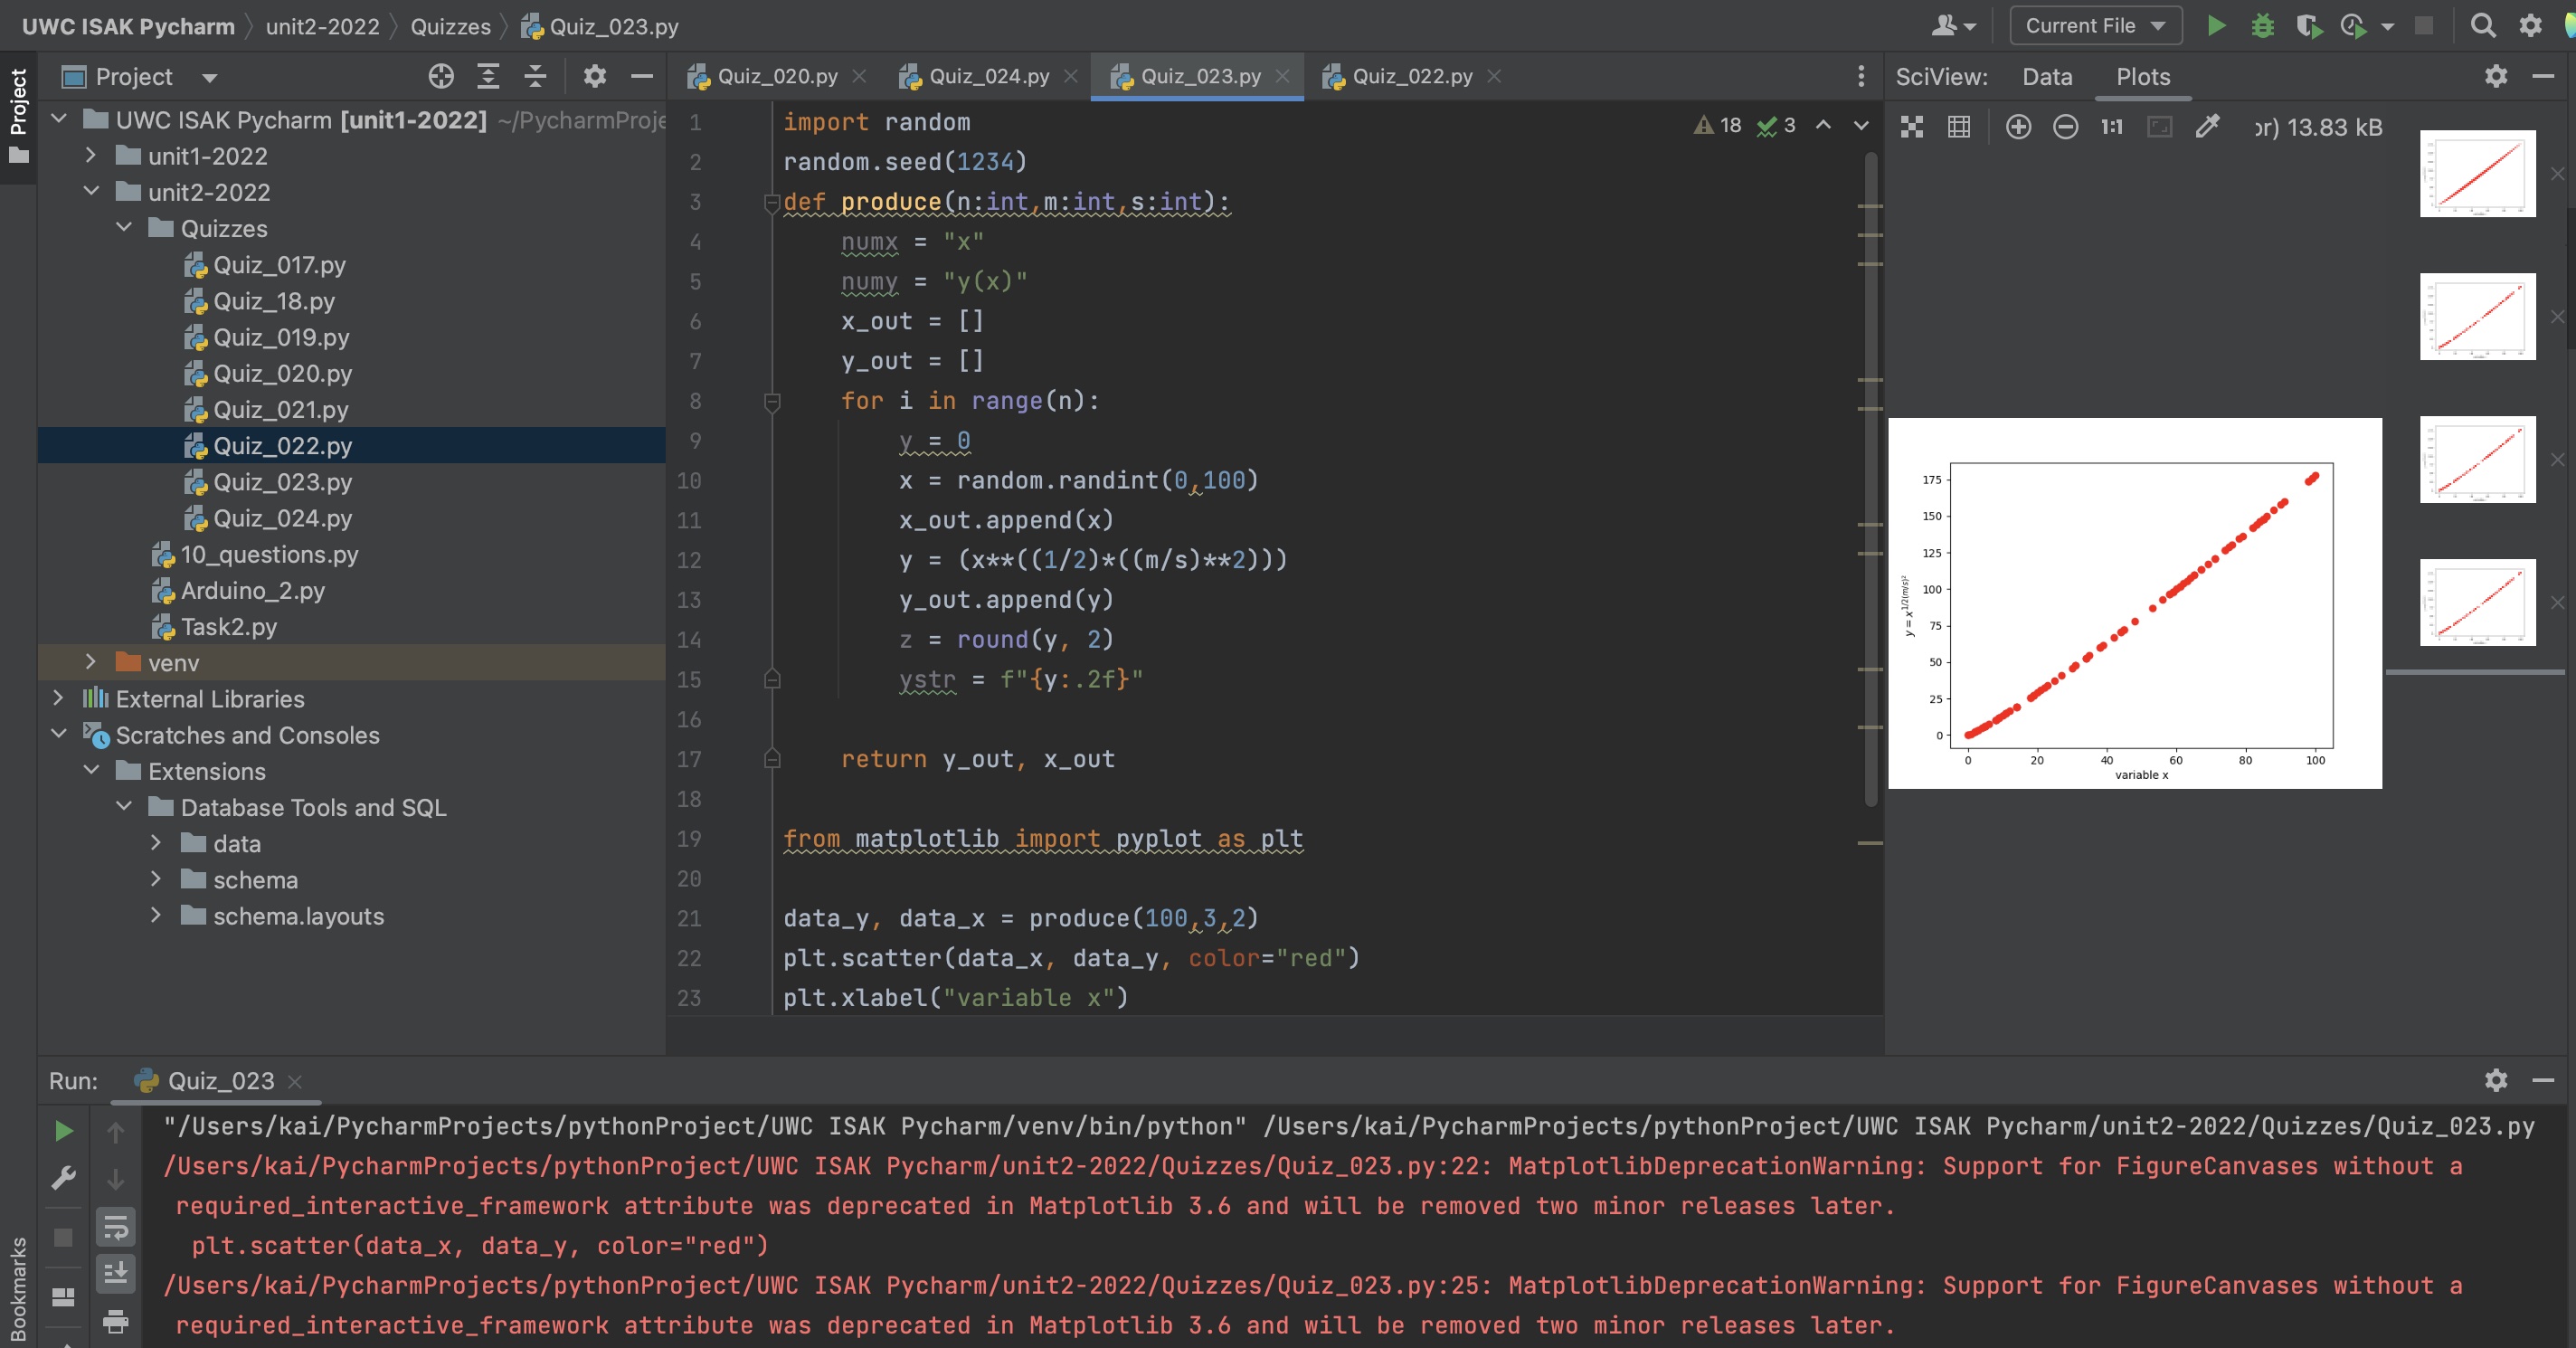 UWC ISAK Pycharm > unit2-2022 > Quizzes > Quiz_023.py
Current File
Project
Project
UWC ISAK Pycharm [unit1-2022] ~/PycharmProje
unit1-2022
unit2-2022
Quizzes
Quiz_017.py
Quiz_18.py
Quiz_019.py
Quiz_020.py
Quiz_021.py
Quiz_022.py
Quiz_023.py
Quiz_024.py
10_questions.py
Arduino_2.py
Task2.py
venv
External Libraries
Scratches and Consoles
Extensions
Database Tools and SQL
data
schema
schema.layouts
Quiz_020.py Quiz_024.py Quiz_023.py Quiz_022.py
18 3
1 import random
2 random.seed(1234)
3 def produce(n:int,m:int,s:int):
4 numx = "x"
5 numy = "y(x)"
6 x_out = []
7 y_out = []
8 for i in range(n):
9 y = 0
10 x = random.randint(0,100)
11 x_out.append(x)
12 y = (x**((1/2)*((m/s)**2)))
13 y_out.append(y)
14 z = round(y, 2)
15 ystr = f"{y:.2f}"
16
17 return y_out, x_out
18
19 from matplotlib import pyplot as plt
20
21 data_y, data_x = produce(100,3,2)
22 plt.scatter(data_x, data_y, color="red")
23 plt.xlabel("variable x")
SciView: Data Plots
1:1 or) 13.83 kB
175
150
125
100
75
50
25
0
y = x^1/2(m/s)²
0 20 40 60 80 100
variable x
Run: Quiz_023
"/Users/kai/PycharmProjects/pythonProject/UWC ISAK Pycharm/venv/bin/python" /Users/kai/PycharmProjects/pythonProject/UWC ISAK Pycharm/unit2-2022/Quizzes/Quiz_023.py
/Users/kai/PycharmProjects/pythonProject/UWC ISAK Pycharm/unit2-2022/Quizzes/Quiz_023.py:22: MatplotlibDeprecationWarning: Support for FigureCanvases without a
required_interactive_framework attribute was deprecated in Matplotlib 3.6 and will be removed two minor releases later.
plt.scatter(data_x, data_y, color="red")
/Users/kai/PycharmProjects/pythonProject/UWC ISAK Pycharm/unit2-2022/Quizzes/Quiz_023.py:25: MatplotlibDeprecationWarning: Support for FigureCanvases without a
required_interactive_framework attribute was deprecated in Matplotlib 3.6 and will be removed two minor releases later.
Bookmarks